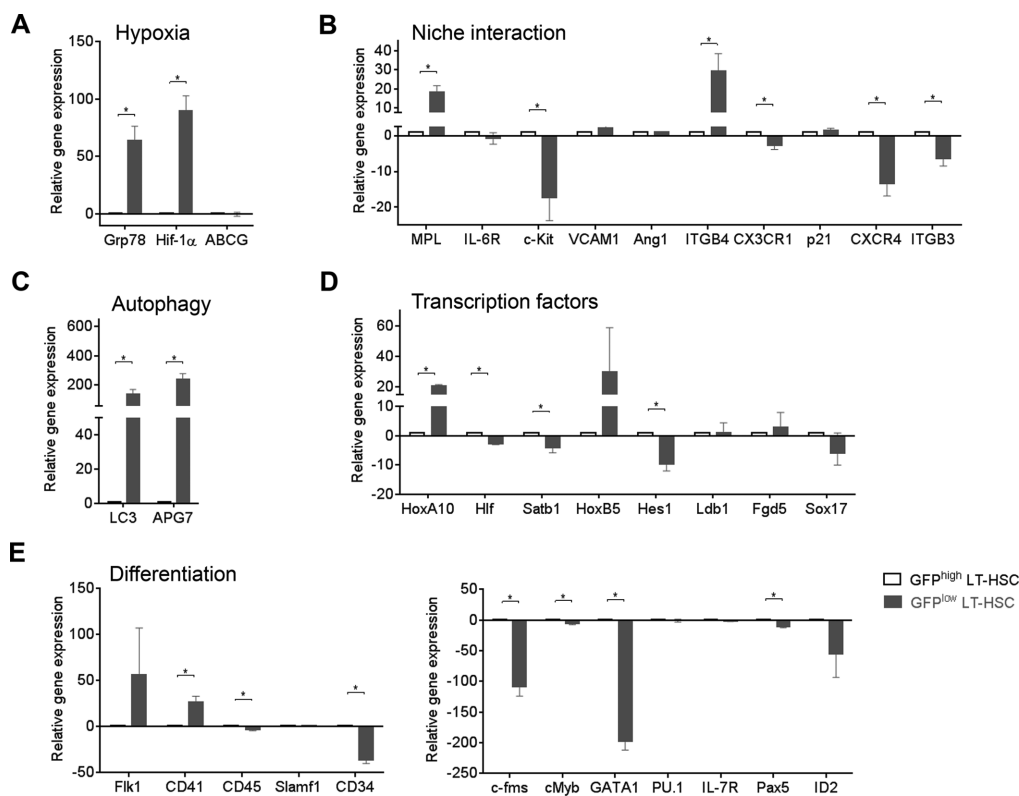 A
Hypoxia
Relative gene expression
150
100
50
0
*
*
Grp78 Hif-1α ABCG
B
Niche interaction
Relative gene expression
40
30
20
10
0
-10
-20
*
*
*
*
*
*
MPL IL-6R c-Kit VCAM1 Ang1 ITGB4 CX3CR1 p21 CXCR4 ITGB3
C
Autophagy
Relative gene expression
600
400
200
40
20
0
*
*
LC3 APG7
D
Transcription factors
Relative gene expression
60
40
20
10
0
-10
-20
*
*
*
*
HoxA10 Hlf Satb1 HoxB5 Hes1 Ldb1 Fgd5 Sox17
E
Differentiation
Relative gene expression
150
100
50
0
-50
*
*
*
Flk1 CD41 CD45 Slamf1 CD34
Relative gene expression
50
0
-50
-100
-150
-200
-250
*
*
*
*
c-fms cMyb GATA1 PU.1 IL-7R Pax5 ID2
GFPhigh LT-HSC
GFPlow LT-HSC